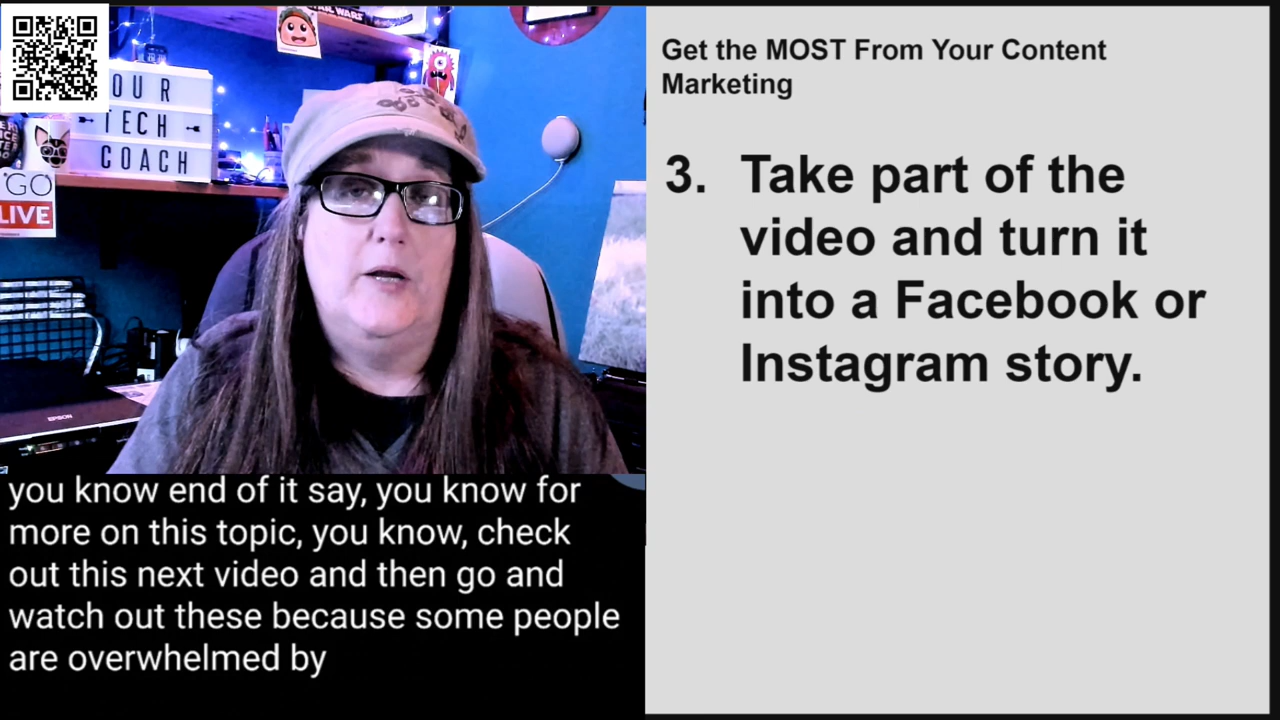 STAR WARS
OUR
TECH
COACH
GO
LIVE
EPSON
you know end of it say, you know for
more on this topic, you know, check
out this next video and then go and
watch out these because some people
are overwhelmed by
Get the MOST From Your Content
Marketing
3. Take part of the
video and turn it
into a Facebook or
Instagram story.